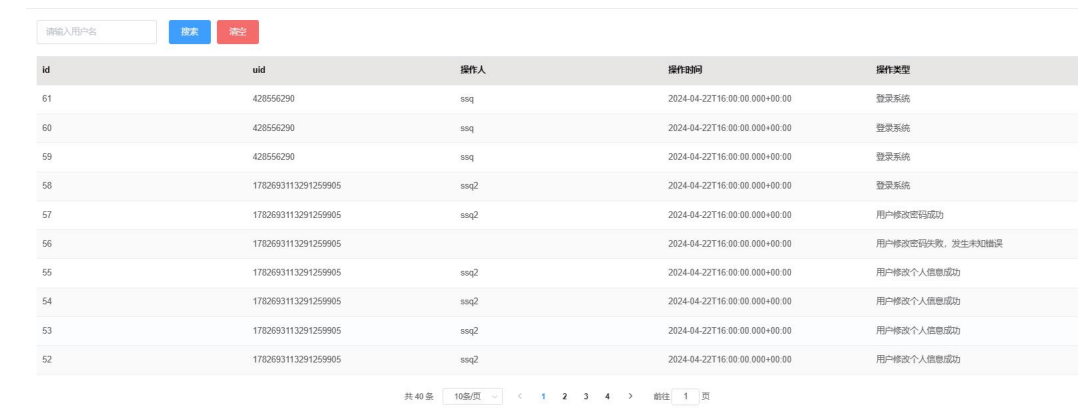 请输入用户名 搜索 清空
id uid 操作人 操作时间 操作类型
61 428556290 ssq 2024-04-22T16:00:00.000+00:00 登录系统
60 428556290 ssq 2024-04-22T16:00:00.000+00:00 登录系统
59 428556290 ssq 2024-04-22T16:00:00.000+00:00 登录系统
58 1782693113291259905 ssq2 2024-04-22T16:00:00.000+00:00 登录系统
57 1782693113291259905 ssq2 2024-04-22T16:00:00.000+00:00 用户修改密码成功
56 1782693113291259905 2024-04-22T16:00:00.000+00:00 用户修改密码失败，发生未知错误
55 1782693113291259905 ssq2 2024-04-22T16:00:00.000+00:00 用户修改个人信息成功
54 1782693113291259905 ssq2 2024-04-22T16:00:00.000+00:00 用户修改个人信息成功
53 1782693113291259905 ssq2 2024-04-22T16:00:00.000+00:00 用户修改个人信息成功
52 1782693113291259905 ssq2 2024-04-22T16:00:00.000+00:00 用户修改个人信息成功
共 40 条 10条/页 < 1 2 3 4 > 前往 1 页